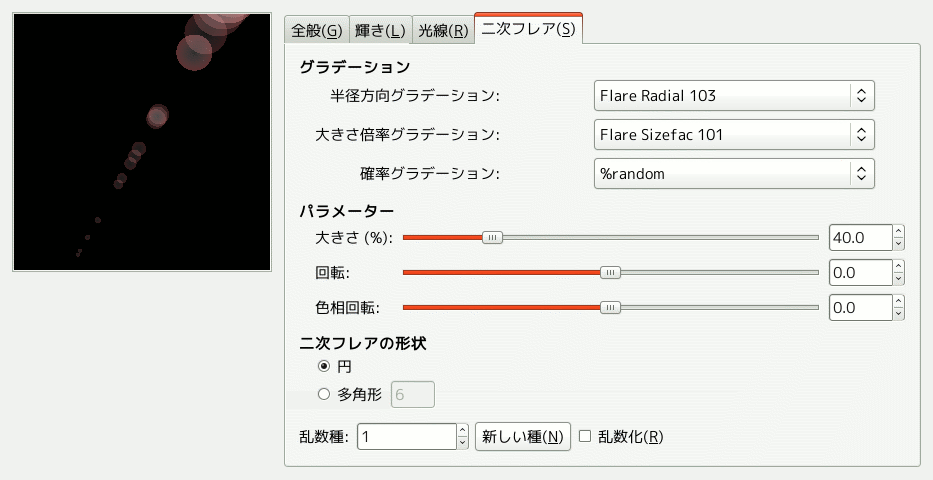 全般(G) 輝き(L) 光線(R) 二次フレア(S)
グラデーション
半径方向グラデーション: Flare Radial 103
大きさ倍率グラデーション: Flare Sizefac 101
確率グラデーション: %random
パラメーター
大きさ (%): 40.0
回転: 0.0
色相回転: 0.0
二次フレアの形状
円
多角形 6
乱数種: 1 新しい種(N) 乱数化(R)